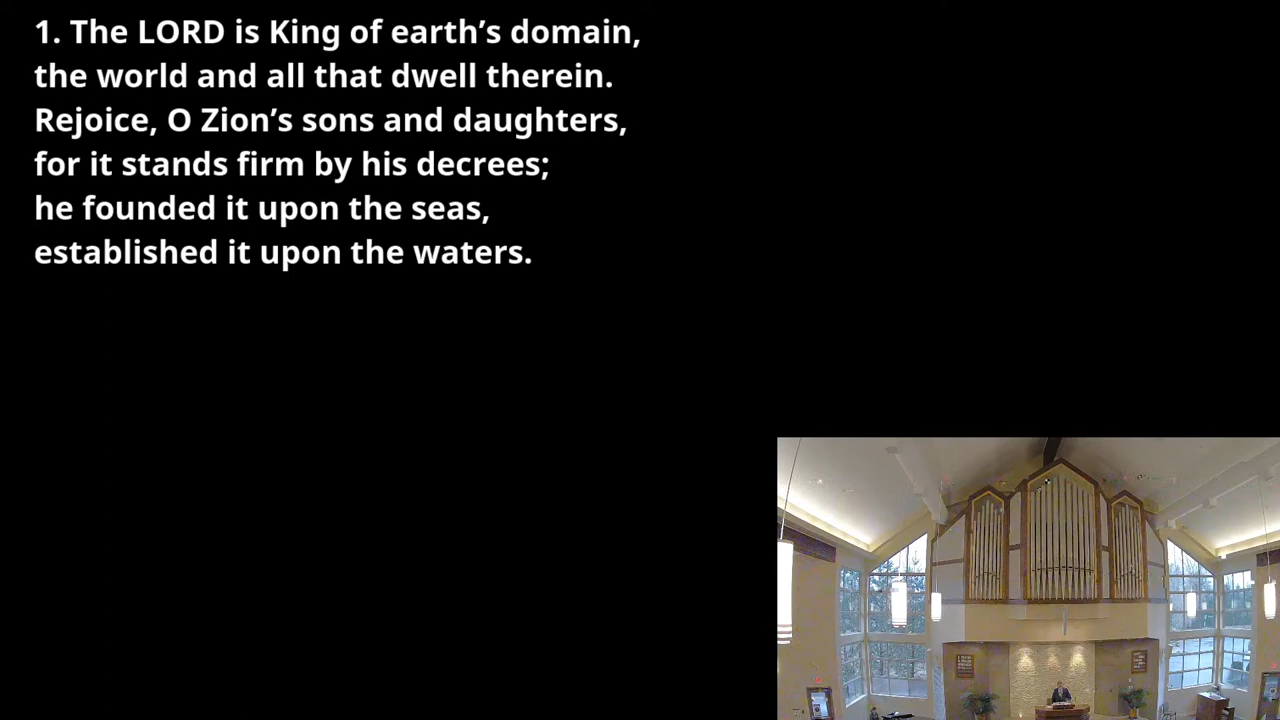 1. The LORD is King of earth’s domain,
the world and all that dwell therein.
Rejoice, O Zion’s sons and daughters,
for it stands firm by his decrees;
he founded it upon the seas,
established it upon the waters.